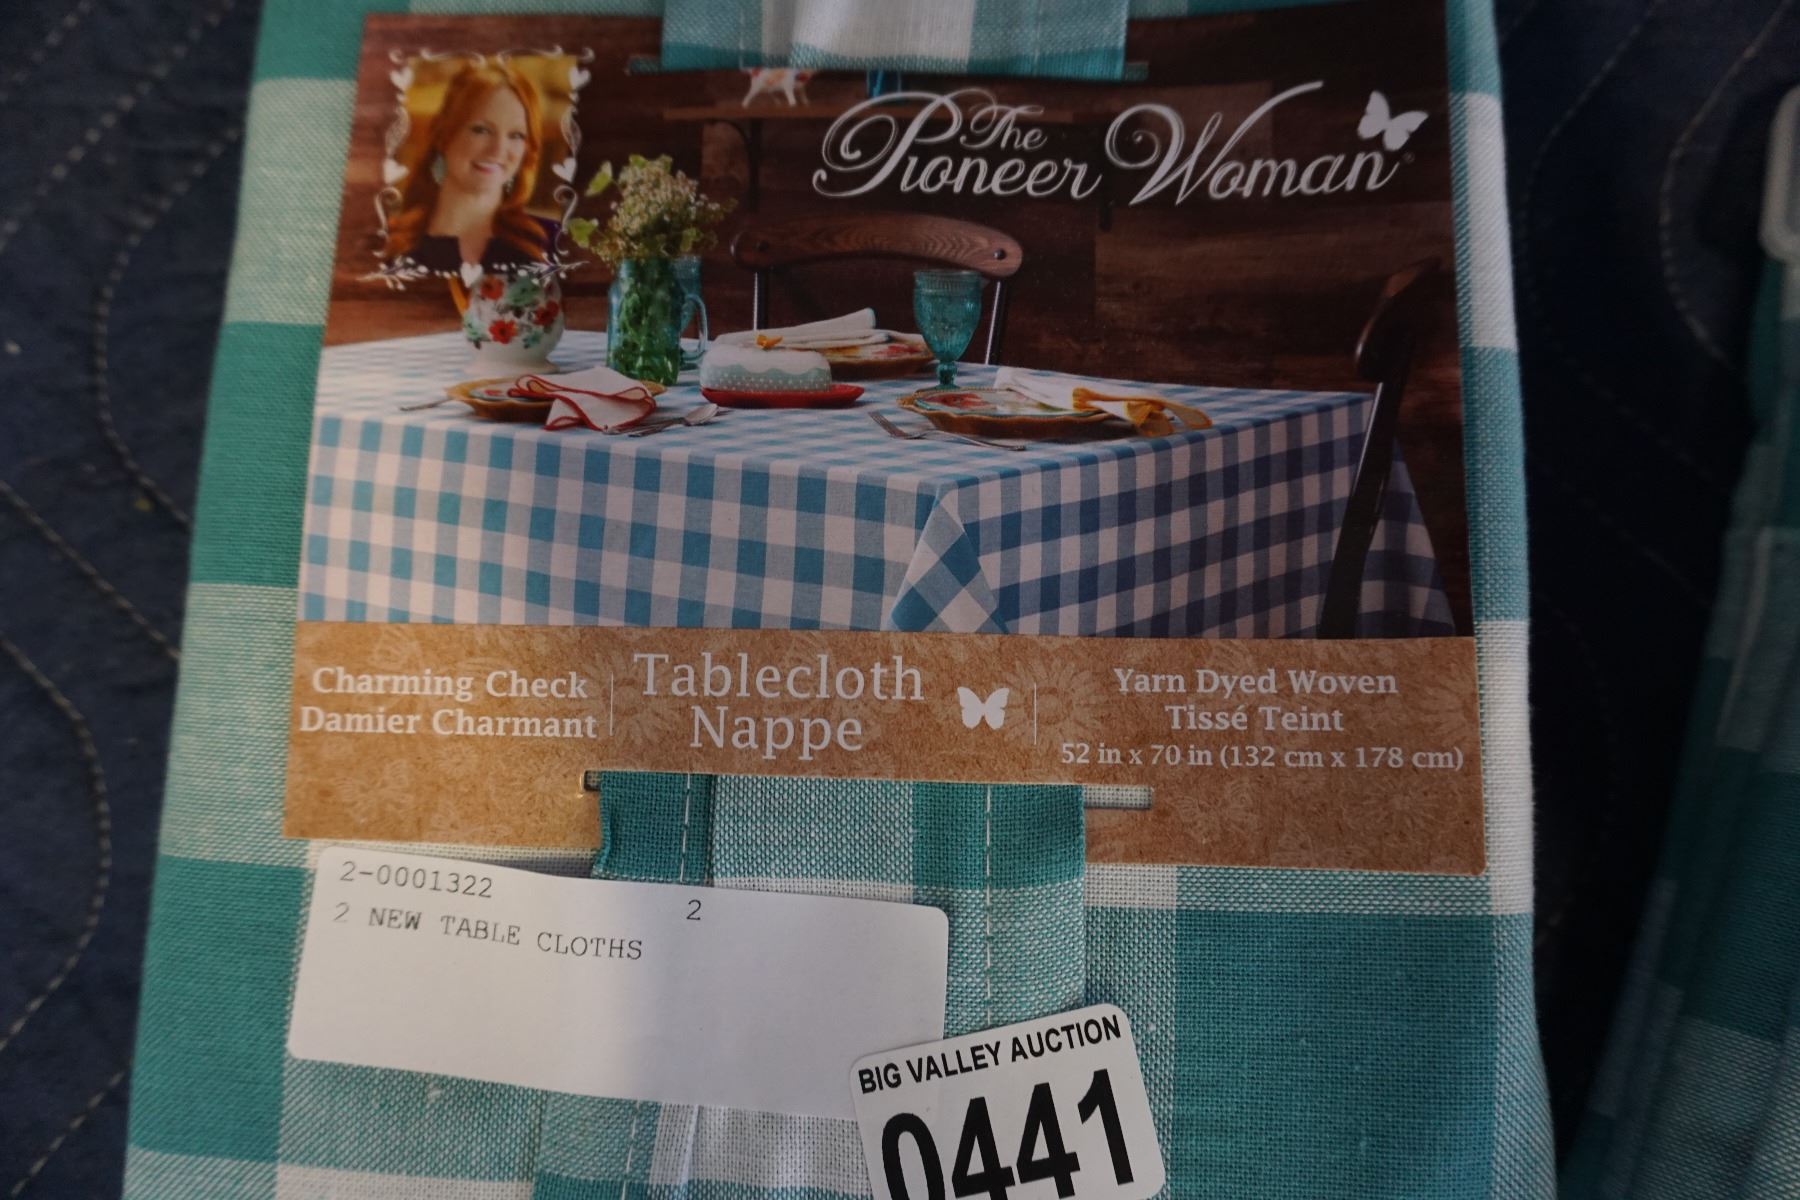 The
Pioneer Woman®
Charming Check
Damier Charmant
Tablecloth
Nappe
Yarn Dyed Woven
Tissé Teint
52 in x 70 in (132 cm x 178 cm)
2-0001322
2
2 NEW TABLE CLOTHS
BIG VALLEY AUCTION
0441